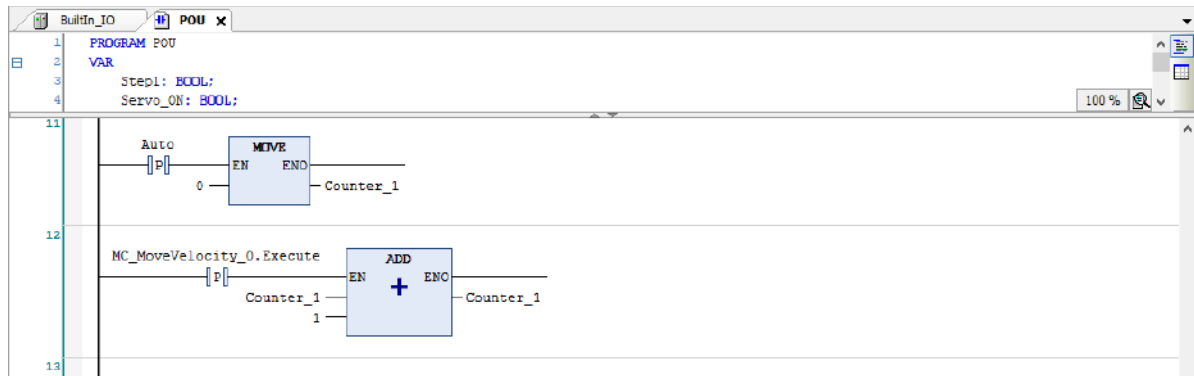 BuiltIn_IO POU
1 PROGRAM POU
2 VAR
3 Step1: BOOL;
4 Servo_ON: BOOL;
100 %
11
Auto MOVE
P EN ENO
0 Counter_1
12
MC_MoveVelocity_0.Execute ADD
P EN + ENO
Counter_1 Counter_1
1
13